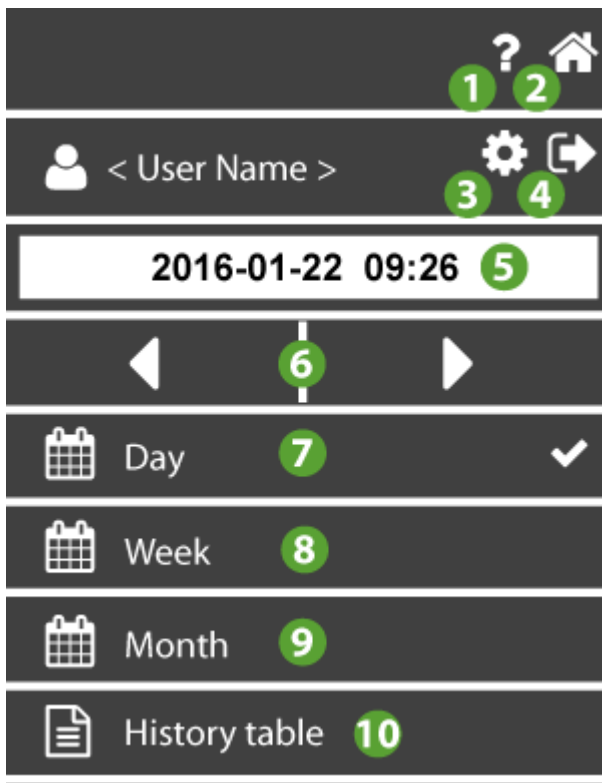 ?
1 2
< User Name >
3 4
2016-01-22 09:26 5
6
Day 7
Week 8
Month 9
History table 10